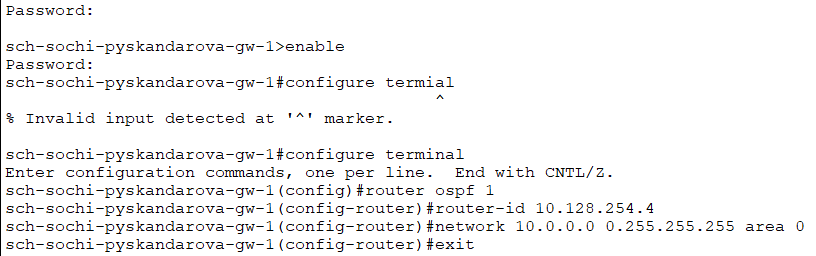 Password:
sch-sochi-pyskandarova-gw-1>enable
Password:
sch-sochi-pyskandarova-gw-1#configure termial
^
% Invalid input detected at '^' marker.
sch-sochi-pyskandarova-gw-1#configure terminal
Enter configuration commands, one per line.  End with CNTL/Z.
sch-sochi-pyskandarova-gw-1(config)#router ospf 1
sch-sochi-pyskandarova-gw-1(config-router)#router-id 10.128.254.4
sch-sochi-pyskandarova-gw-1(config-router)#network 10.0.0.0 0.255.255.255 area 0
sch-sochi-pyskandarova-gw-1(config-router)#exit